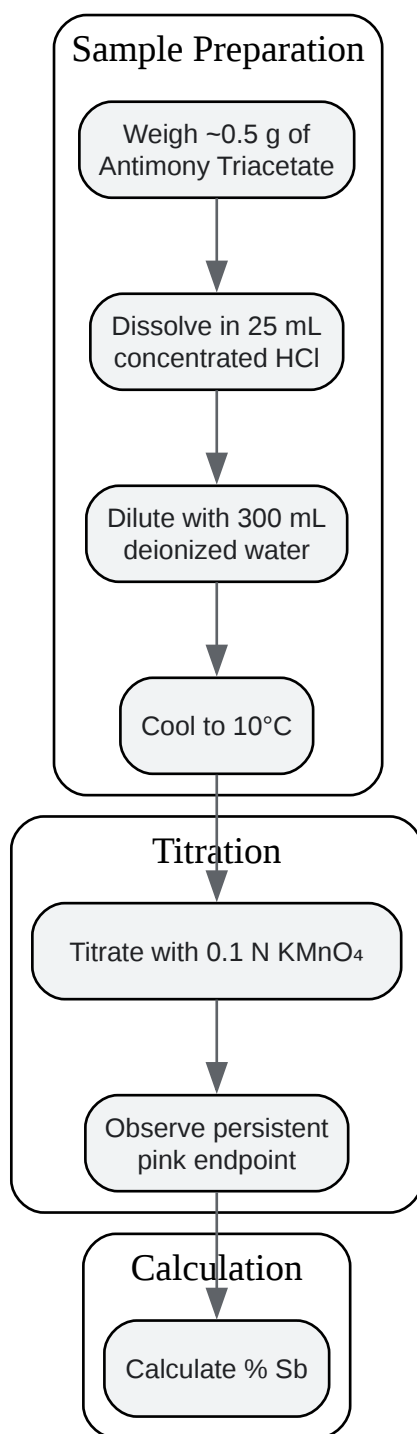 Sample Preparation
Weigh ~0.5 g of
Antimony Triacetate
Dissolve in 25 mL
concentrated HCl
Dilute with 300 mL
deionized water
Cool to 10°C
Titration
Titrate with 0.1 N KMnO₄
Observe persistent
pink endpoint
Calculation
Calculate % Sb